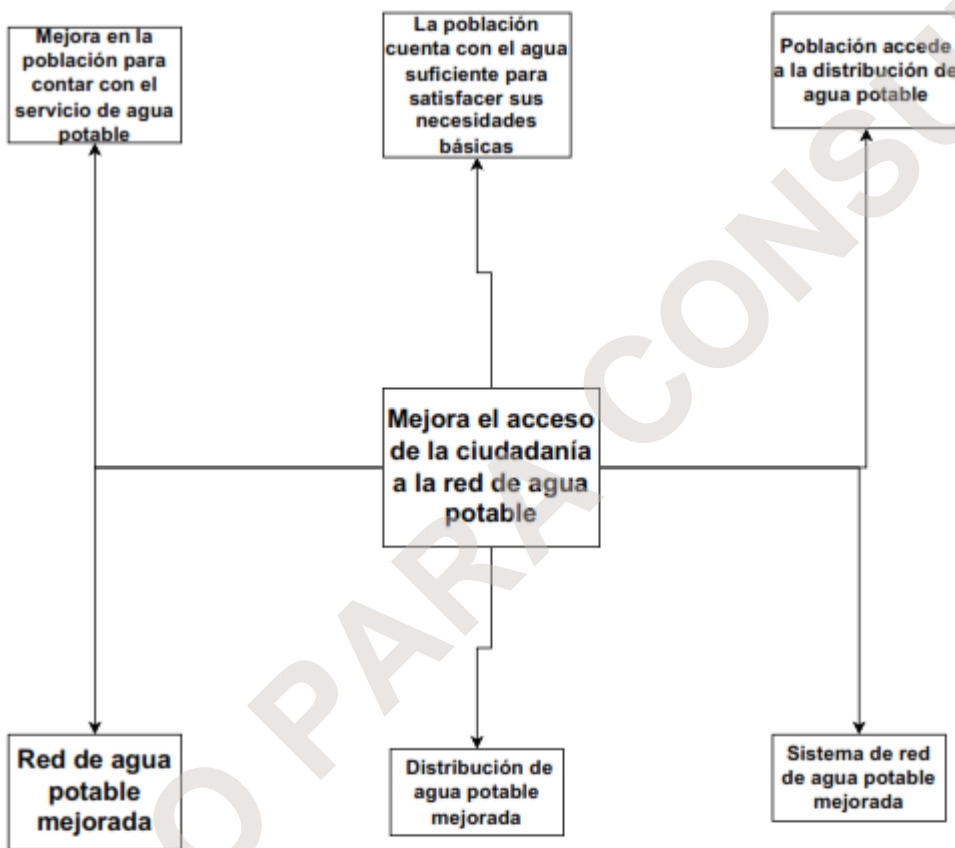 Mejora en la
población para
contar con el
servicio de agua
potable
La población
cuenta con el agua
suficiente para
satisfacer sus
necesidades
básicas
Población accede
a la distribución de
agua potable
Mejora el acceso
de la ciudadanía
a la red de agua
potable
Red de agua
potable
mejorada
Distribución de
agua potable
mejorada
Sistema de red
de agua potable
mejorada
O PARA CONSU